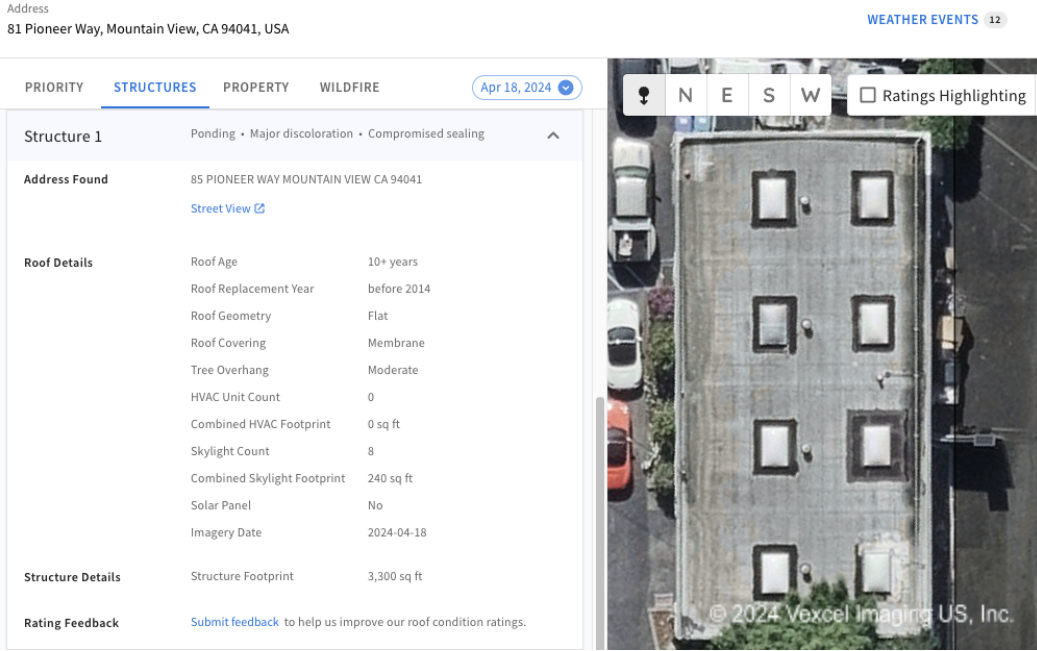 Address
81 Pioneer Way, Mountain View, CA 94041, USA
WEATHER EVENTS 12
PRIORITY STRUCTURES PROPERTY WILDFIRE Apr 18, 2024
N E S W Ratings Highlighting
Structure 1 Ponding • Major discoloration • Compromised sealing
Address Found 85 PIONEER WAY MOUNTAIN VIEW CA 94041
Street View
Roof Details Roof Age 10+ years
Roof Replacement Year before 2014
Roof Geometry Flat
Roof Covering Membrane
Tree Overhang Moderate
HVAC Unit Count 0
Combined HVAC Footprint 0 sq ft
Skylight Count 8
Combined Skylight Footprint 240 sq ft
Solar Panel No
Imagery Date 2024-04-18
Structure Details Structure Footprint 3,300 sq ft
Rating Feedback Submit feedback to help us improve our roof condition ratings.
© 2024 Vexcel Imaging US, Inc.